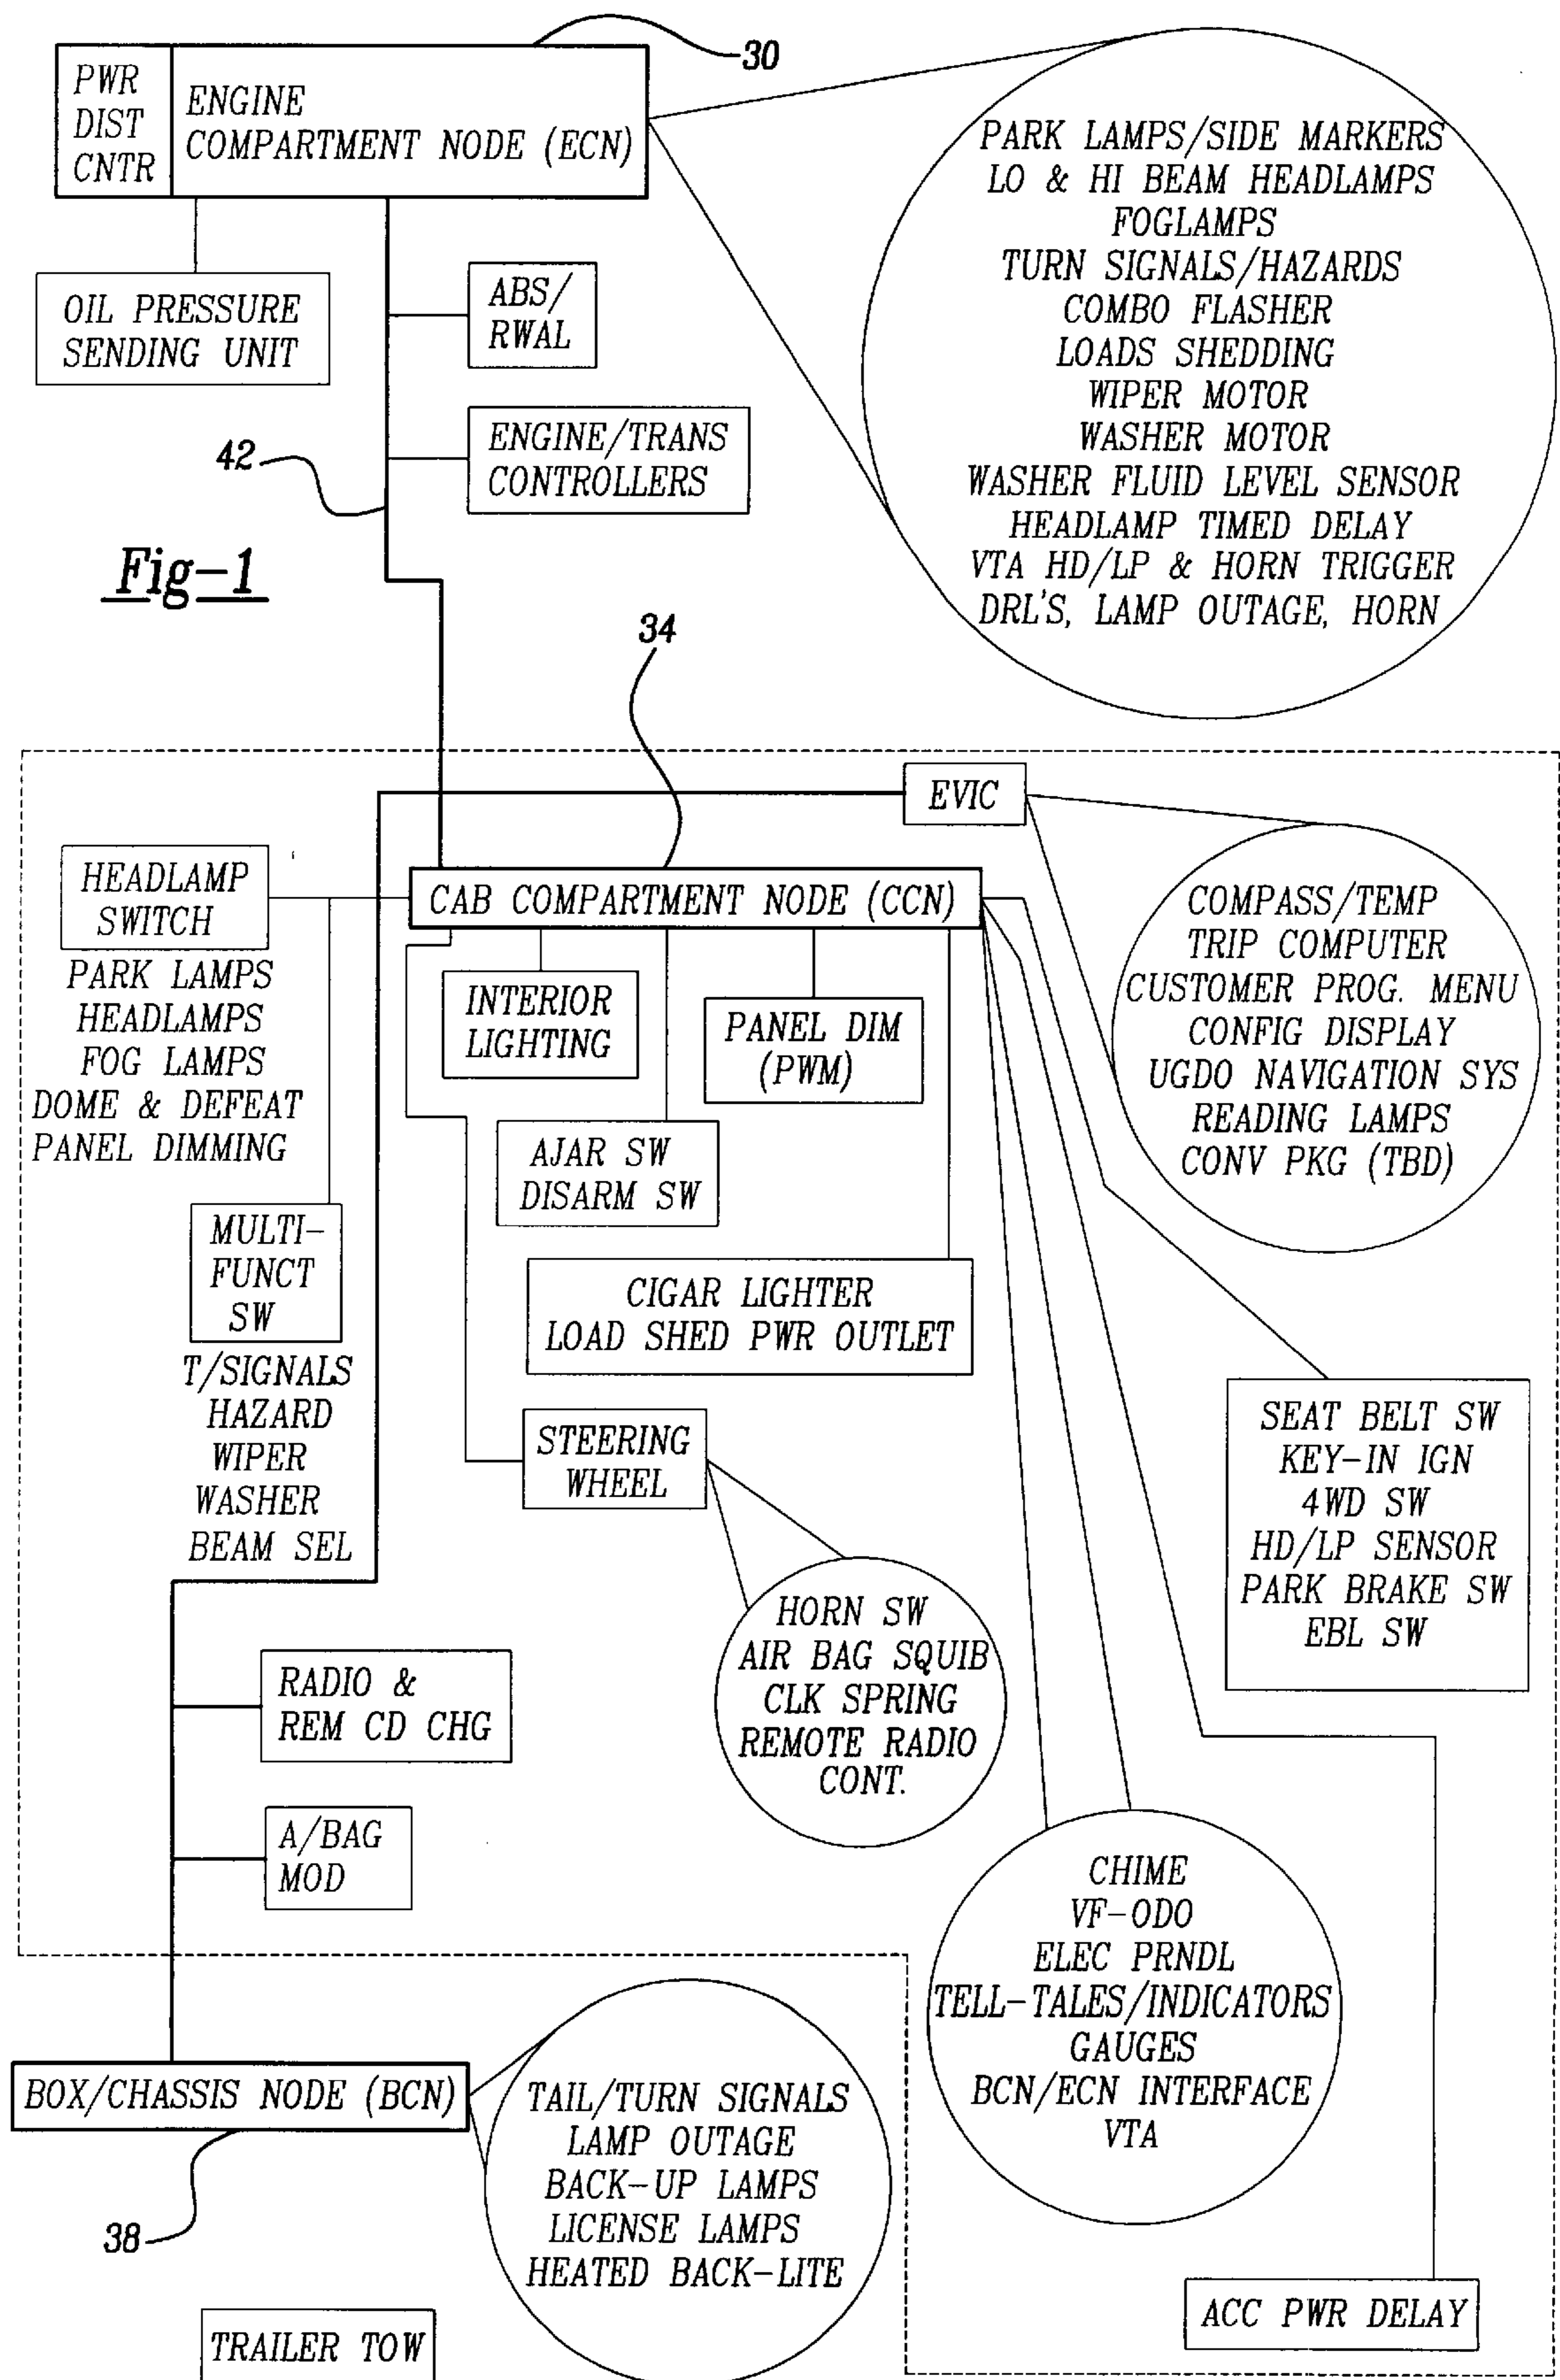 30
PWR
DIST
CNTR
ENGINE
COMPARTMENT NODE (ECN)
OIL PRESSURE
SENDING UNIT
ABS/
RWAL
ENGINE/TRANS
CONTROLLERS
42
Fig-1
PARK LAMPS/SIDE MARKERS
LO & HI BEAM HEADLAMPS
FOGLAMPS
TURN SIGNALS/HAZARDS
COMBO FLASHER
LOADS SHEDDING
WIPER MOTOR
WASHER MOTOR
WASHER FLUID LEVEL SENSOR
HEADLAMP TIMED DELAY
VTA HD/LP & HORN TRIGGER
DRL'S, LAMP OUTAGE, HORN
34
EVIC
COMPASS/TEMP
TRIP COMPUTER
CUSTOMER PROG. MENU
CONFIG DISPLAY
UGDO NAVIGATION SYS
READING LAMPS
CONV PKG (TBD)
HEADLAMP
SWITCH
PARK LAMPS
HEADLAMPS
FOG LAMPS
DOME & DEFEAT
PANEL DIMMING
CAB COMPARTMENT NODE (CCN)
INTERIOR
LIGHTING
PANEL DIM
(PWM)
AJAR SW
DISARM SW
MULTI-
FUNCT
SW
T/SIGNALS
HAZARD
WIPER
WASHER
BEAM SEL
CIGAR LIGHTER
LOAD SHED PWR OUTLET
STEERING
WHEEL
HORN SW
AIR BAG SQUIB
CLK SPRING
REMOTE RADIO
CONT.
SEAT BELT SW
KEY-IN IGN
4WD SW
HD/LP SENSOR
PARK BRAKE SW
EBL SW
RADIO &
REM CD CHG
A/BAG
MOD
CHIME
VF-ODO
ELEC PRNDL
TELL-TALES/INDICATORS
GAUGES
BCN/ECN INTERFACE
VTA
BOX/CHASSIS NODE (BCN)
38
TAIL/TURN SIGNALS
LAMP OUTAGE
BACK-UP LAMPS
LICENSE LAMPS
HEATED BACK-LITE
ACC PWR DELAY
TRAILER TOW